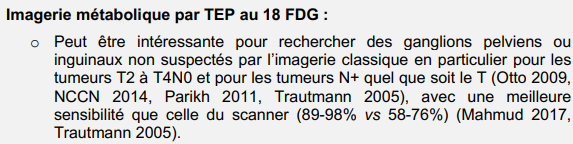 Imagerie métabolique par TEP au 18 FDG :
o Peut être intéressante pour rechercher des ganglions pelviens ou
inguinaux non suspectés par l'imagerie classique en particulier pour les
tumeurs T2 à T4N0 et pour les tumeurs N+ quel que soit le T (Otto 2009,
NCCN 2014, Parikh 2011, Trautmann 2005), avec une meilleure
sensibilité que celle du scanner (89-98% vs 58-76%) (Mahmud 2017,
Trautmann 2005).